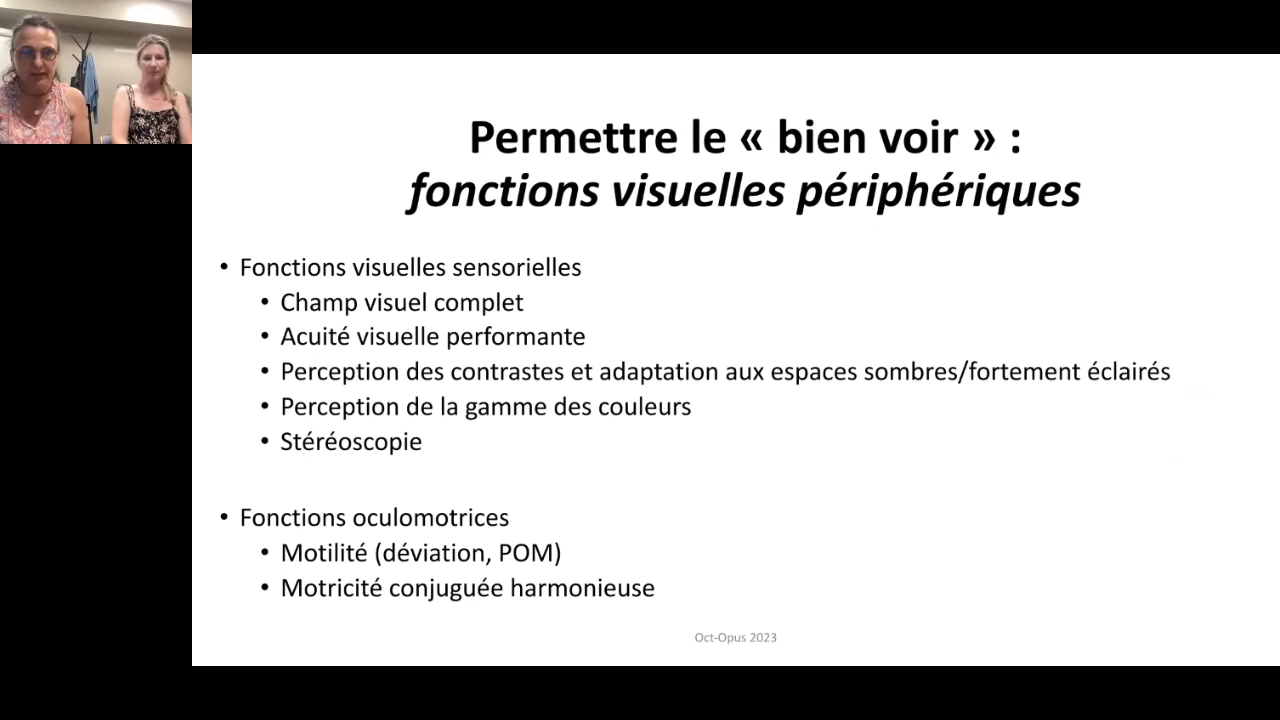 Permettre le « bien voir » :
fonctions visuelles périphériques
• Fonctions visuelles sensorielles
• Champ visuel complet
• Acuité visuelle performante
• Perception des contrastes et adaptation aux espaces sombres/fortement éclairés
• Perception de la gamme des couleurs
• Stéréoscopie
• Fonctions oculomotrices
• Motilité (déviation, POM)
• Motricité conjuguée harmonieuse
Oct-Opus 2023